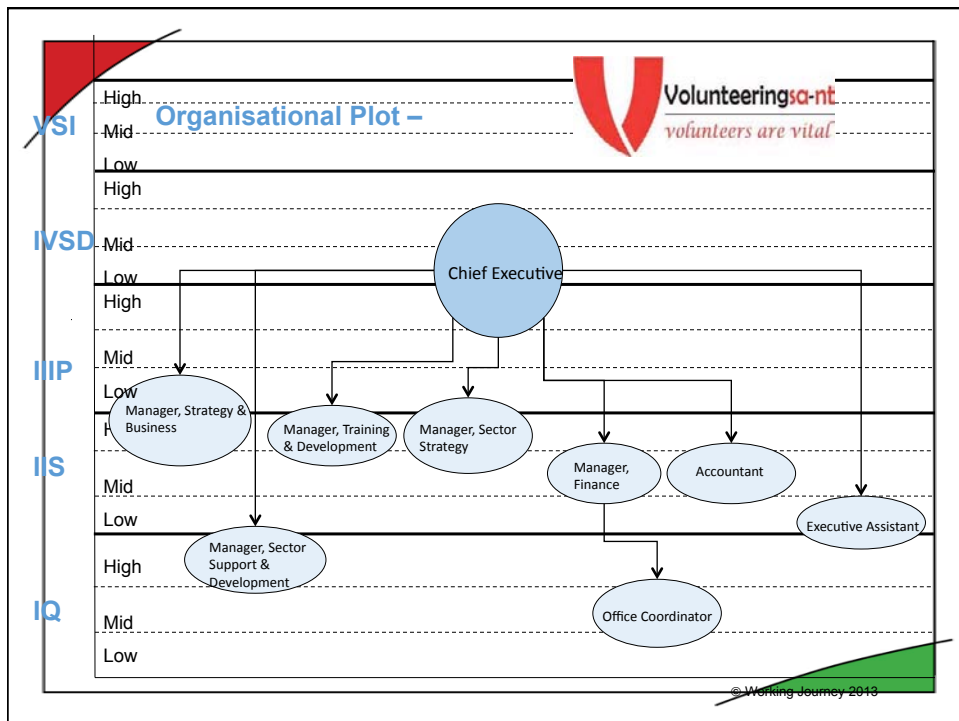 Volunteeringsa-nt
volunteers are vital
Organisational Plot –
VSI
High
Mid
Low
IVSD
High
Mid
Low
Chief Executive
IIIP
High
Mid
Low
Manager, Strategy &
Business
Manager, Training
& Development
Manager, Sector
Strategy
IIS
Mid
Low
Manager,
Finance
Accountant
Executive Assistant
Manager, Sector
Support &
Development
IQ
High
Mid
Low
Office Coordinator
© Working Journey 2013